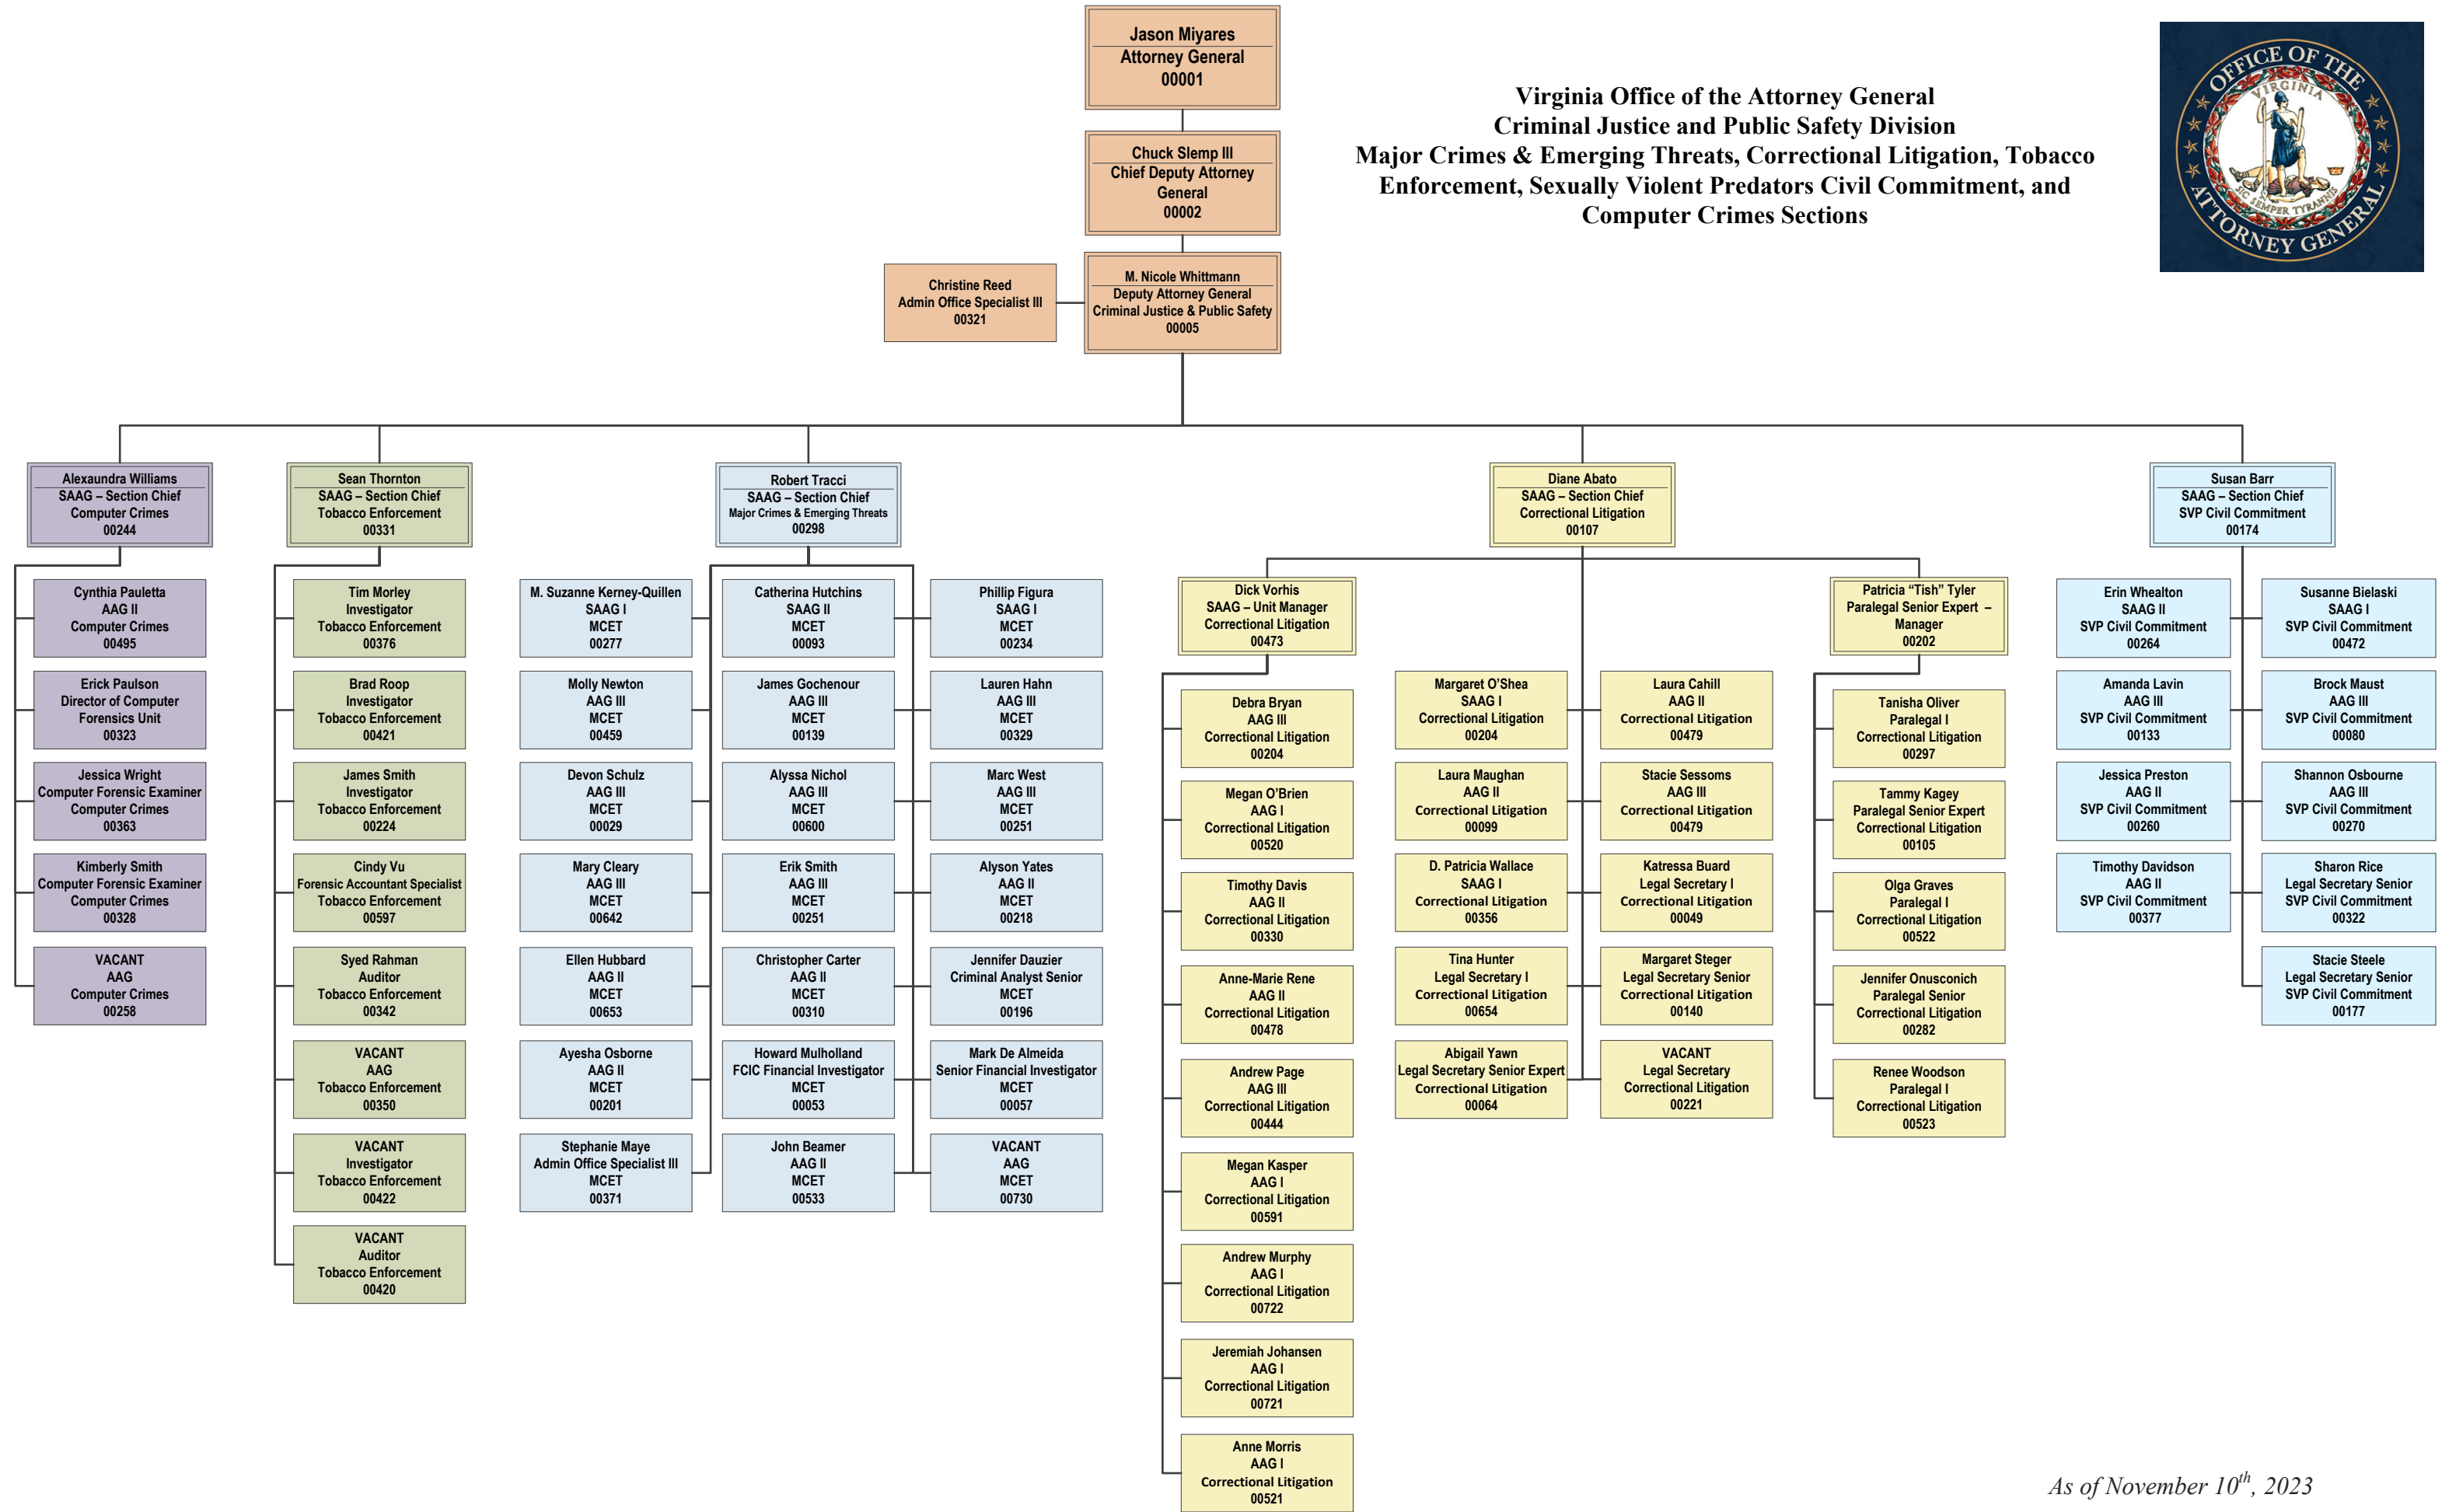 Jason Miyares
Attorney General
00001
Virginia Office of the Attorney General
Criminal Justice and Public Safety Division
Major Crimes & Emerging Threats, Correctional Litigation, Tobacco
Enforcement, Sexually Violent Predators Civil Commitment, and
Computer Crimes Sections
OFFICE OF THE
ATTORNEY GENERAL
VIRGINIA
SIC SEMPER TYRANNIS
Chuck Slemp III
Chief Deputy Attorney
General
00002
Christine Reed
Admin Office Specialist III
00321
M. Nicole Whittmann
Deputy Attorney General
Criminal Justice & Public Safety
00005
Alexaundra Williams
SAAG – Section Chief
Computer Crimes
00244
Cynthia Pauletta
AAG II
Computer Crimes
00495
Erick Paulson
Director of Computer
Forensics Unit
00323
Jessica Wright
Computer Forensic Examiner
Computer Crimes
00363
Kimberly Smith
Computer Forensic Examiner
Computer Crimes
00328
VACANT
AAG
Computer Crimes
00258
Sean Thornton
SAAG – Section Chief
Tobacco Enforcement
00331
Tim Morley
Investigator
Tobacco Enforcement
00376
Brad Roop
Investigator
Tobacco Enforcement
00421
James Smith
Investigator
Tobacco Enforcement
00224
Cindy Vu
Forensic Accountant Specialist
Tobacco Enforcement
00597
Syed Rahman
Auditor
Tobacco Enforcement
00342
VACANT
AAG
Tobacco Enforcement
00350
VACANT
Investigator
Tobacco Enforcement
00422
VACANT
Auditor
Tobacco Enforcement
00420
Robert Tracci
SAAG – Section Chief
Major Crimes & Emerging Threats
00298
M. Suzanne Kerney-Quillen
SAAG I
MCET
00277
Molly Newton
AAG III
MCET
00459
Devon Schulz
AAG III
MCET
00029
Mary Cleary
AAG III
MCET
00642
Ellen Hubbard
AAG II
MCET
00653
Ayesha Osborne
AAG II
MCET
00201
Stephanie Maye
Admin Office Specialist III
MCET
00371
Catherina Hutchins
SAAG II
MCET
00093
James Gochenour
AAG III
MCET
00139
Alyssa Nichol
AAG III
MCET
00600
Erik Smith
AAG III
MCET
00251
Christopher Carter
AAG II
MCET
00310
Howard Mulholland
FCIC Financial Investigator
MCET
00053
John Beamer
AAG II
MCET
00533
Phillip Figura
SAAG I
MCET
00234
Lauren Hahn
AAG III
MCET
00329
Marc West
AAG III
MCET
00251
Alyson Yates
AAG II
MCET
00218
Jennifer Dauzier
Criminal Analyst Senior
MCET
00196
Mark De Almeida
Senior Financial Investigator
MCET
00057
VACANT
AAG
MCET
00730
Diane Abato
SAAG – Section Chief
Correctional Litigation
00107
Dick Vorhis
SAAG – Unit Manager
Correctional Litigation
00473
Debra Bryan
AAG III
Correctional Litigation
00204
Megan O’Brien
AAG I
Correctional Litigation
00520
Timothy Davis
AAG II
Correctional Litigation
00330
Anne-Marie Rene
AAG II
Correctional Litigation
00478
Andrew Page
AAG III
Correctional Litigation
00444
Megan Kasper
AAG I
Correctional Litigation
00591
Andrew Murphy
AAG I
Correctional Litigation
00722
Jeremiah Johansen
AAG I
Correctional Litigation
00721
Anne Morris
AAG I
Correctional Litigation
00521
Margaret O’Shea
SAAG I
Correctional Litigation
00204
Laura Maughan
AAG II
Correctional Litigation
00099
D. Patricia Wallace
SAAG I
Correctional Litigation
00356
Tina Hunter
Legal Secretary I
Correctional Litigation
00654
Abigail Yawn
Legal Secretary Senior Expert
Correctional Litigation
00064
Laura Cahill
AAG II
Correctional Litigation
00479
Stacie Sessoms
AAG III
Correctional Litigation
00479
Katressa Buard
Legal Secretary I
Correctional Litigation
00049
Margaret Steger
Legal Secretary Senior
Correctional Litigation
00140
VACANT
Legal Secretary
Correctional Litigation
00221
Patricia “Tish” Tyler
Paralegal Senior Expert –
Manager
00202
Tanisha Oliver
Paralegal I
Correctional Litigation
00297
Tammy Kagey
Paralegal Senior Expert
Correctional Litigation
00105
Olga Graves
Paralegal I
Correctional Litigation
00522
Jennifer Onusconich
Paralegal Senior
Correctional Litigation
00282
Renee Woodson
Paralegal I
Correctional Litigation
00523
Susan Barr
SAAG – Section Chief
SVP Civil Commitment
00174
Erin Whealton
SAAG II
SVP Civil Commitment
00264
Amanda Lavin
AAG III
SVP Civil Commitment
00133
Jessica Preston
AAG II
SVP Civil Commitment
00260
Timothy Davidson
AAG II
SVP Civil Commitment
00377
Susanne Bielaski
SAAG I
SVP Civil Commitment
00472
Brock Maust
AAG III
SVP Civil Commitment
00080
Shannon Osbourne
AAG III
SVP Civil Commitment
00270
Sharon Rice
Legal Secretary Senior
SVP Civil Commitment
00322
Stacie Steele
Legal Secretary Senior
SVP Civil Commitment
00177
As of November 10th, 2023